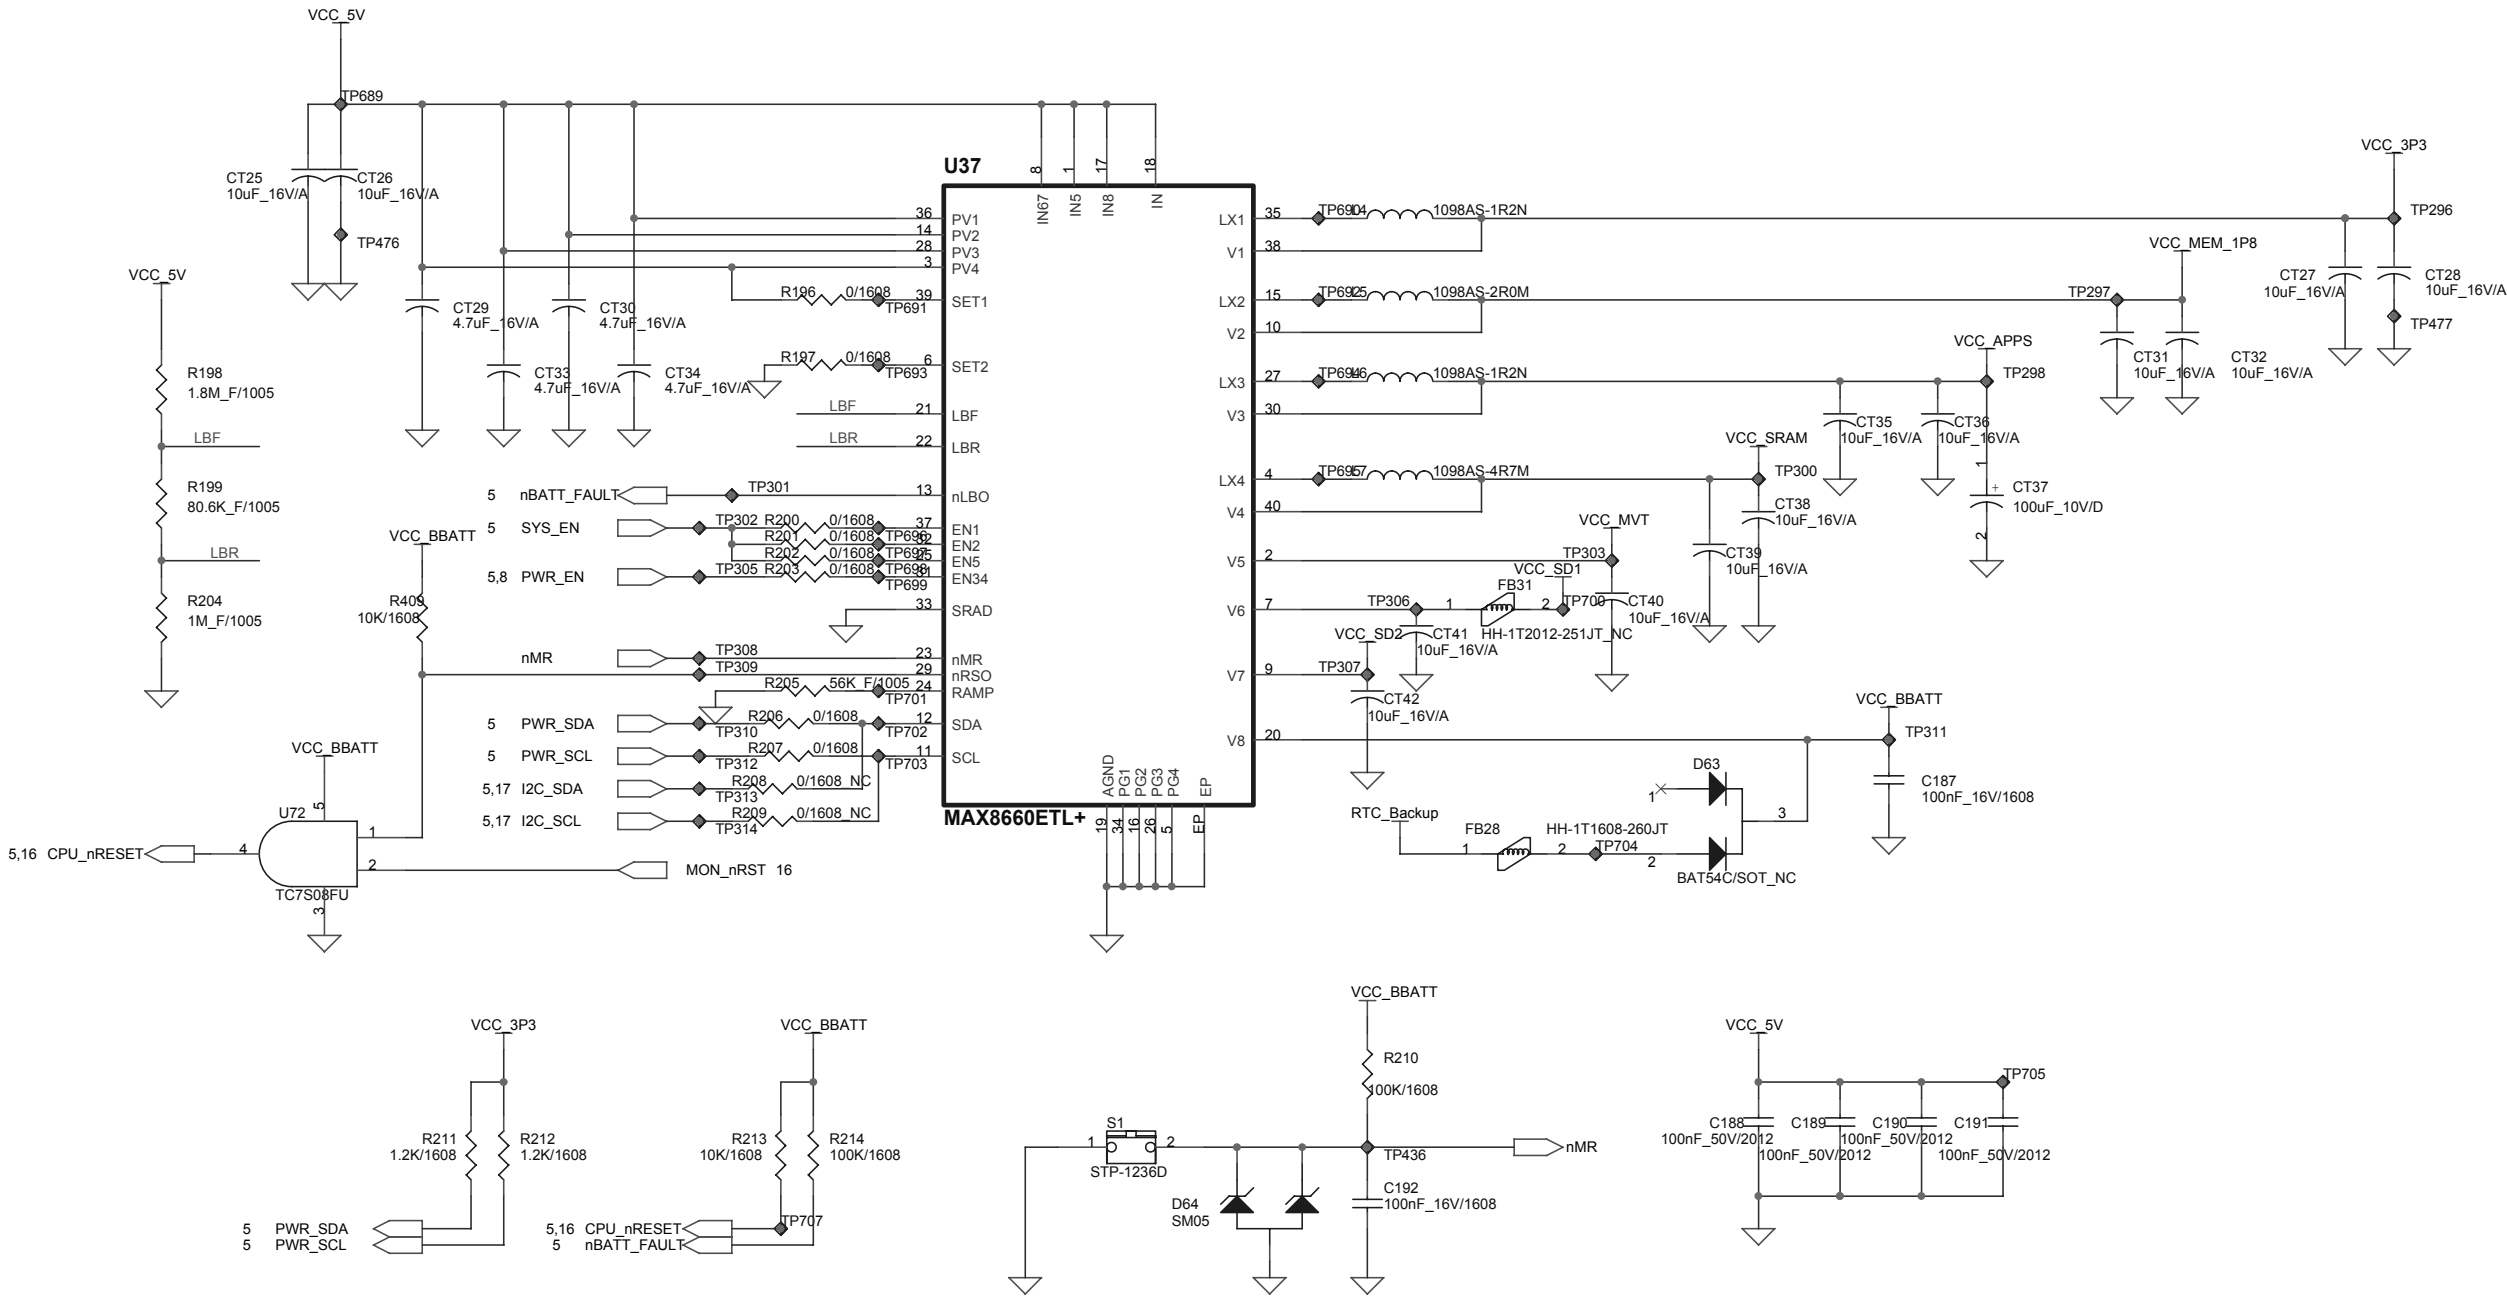 VCC_5V
TP689
CT25
10uF_16V/A
CT26
10uF_16V/A
TP476
VCC_5V
R198
1.8M_F/1005
LBF
R199
80.6K_F/1005
LBR
R204
1M_F/1005
CT29
4.7uF_16V/A
CT30
4.7uF_16V/A
CT33
4.7uF_16V/A
CT34
4.7uF_16V/A
U37
8
1
17
18
IN67
IN5
IN8
IN
36
PV1
14
PV2
28
PV3
3
PV4
R196
0/1608
TP691
39
SET1
R197
0/1608
TP693
6
SET2
LBF
21
LBF
LBR
22
LBR
5
nBATT_FAULT
TP301
13
nLBO
5
SYS_EN
TP302
R200
0/1608
TP696
37
EN1
R201
0/1608
TP697
32
EN2
R202
0/1608
TP698
25
EN5
5,8
PWR_EN
TP305
R203
0/1608
TP699
31
EN34
33
SRAD
VCC_BBATT
R409
10K/1608
nMR
TP308
23
nMR
TP309
29
nRSO
R205
56K_F/1005
TP701
24
RAMP
5
PWR_SDA
TP310
R206
0/1608
TP702
12
SDA
5
PWR_SCL
TP312
R207
0/1608
TP703
11
SCL
5,17
I2C_SDA
TP313
R208
0/1608_NC
5,17
I2C_SCL
TP314
R209
0/1608_NC
MAX8660ETL+
AGND
PG1
PG2
PG3
PG4
EP
19
34
16
26
5
EP
VCC_BBATT
5
U72
1
2
4
5,16
CPU_nRESET
TC7S08FU
3
MON_nRST
16
LX1
35
TP690
L4
1098AS-1R2N
V1
38
LX2
15
TP692
L5
1098AS-2R0M
V2
10
LX3
27
TP694
L6
1098AS-1R2N
V3
30
LX4
4
TP695
L7
1098AS-4R7M
V4
40
V5
2
V6
7
V7
9
V8
20
VCC_3P3
TP296
CT27
10uF_16V/A
CT28
10uF_16V/A
TP477
VCC_MEM_1P8
TP297
CT31
10uF_16V/A
CT32
10uF_16V/A
VCC_APPS
TP298
CT35
10uF_16V/A
CT36
10uF_16V/A
1
+
CT37
100uF_10V/D
2
VCC_SRAM
TP300
CT38
10uF_16V/A
CT39
10uF_16V/A
VCC_MVT
TP303
CT40
10uF_16V/A
VCC_SD1
FB31
TP306
1
2
TP700
HH-1T2012-251JT_NC
CT41
10uF_16V/A
VCC_SD2
TP307
CT42
10uF_16V/A
VCC_BBATT
TP311
C187
100nF_16V/1608
D63
1
3
2
BAT54C/SOT_NC
RTC_Backup
FB28
1
2
HH-1T1608-260JT
TP704
VCC_3P3
R211
1.2K/1608
R212
1.2K/1608
5
PWR_SDA
5
PWR_SCL
VCC_BBATT
R213
10K/1608
R214
100K/1608
TP707
5,16
CPU_nRESET
5
nBATT_FAULT
VCC_BBATT
R210
100K/1608
S1
1
2
STP-1236D
TP436
nMR
D64
SM05
C192
100nF_16V/1608
VCC_5V
TP705
C188
100nF_50V/2012
C189
100nF_50V/2012
C190
100nF_50V/2012
C191
100nF_50V/2012